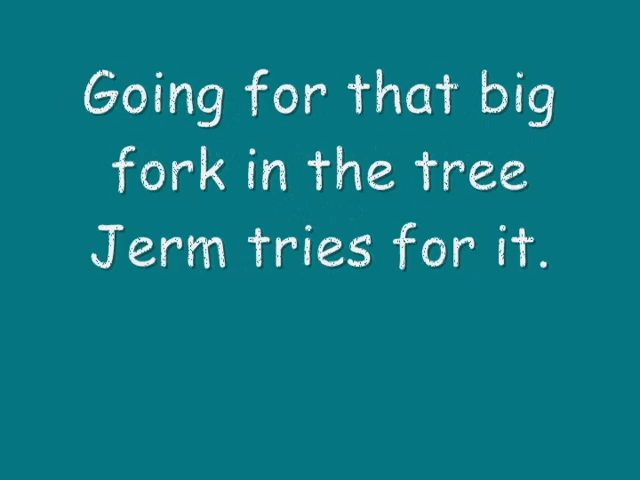 Going for that big
fork in the tree
Jerm tries for it.